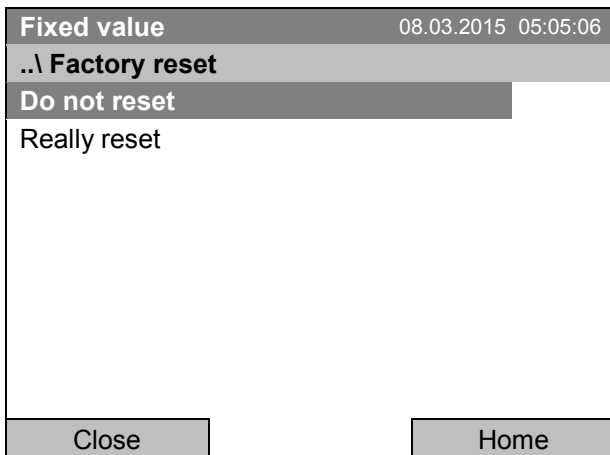 Fixed value 08.03.2015 05:05:06
..\ Factory reset
Do not reset
Really reset
Close Home